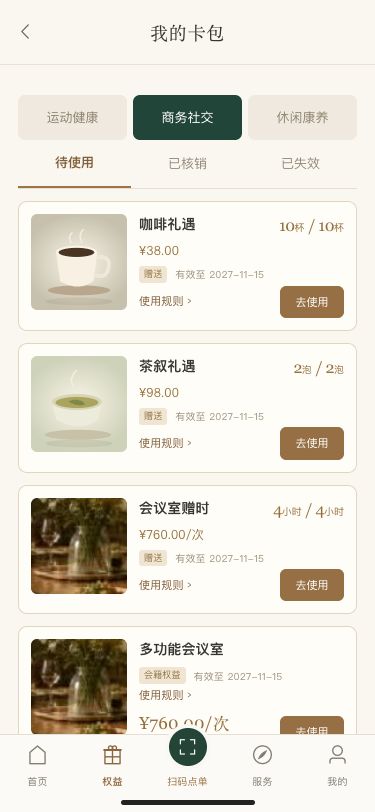 我的卡包
运动健康 商务社交 休闲康养
待使用 已核销 已失效
咖啡礼遇 10杯 / 10杯
¥38.00
赠送 有效至 2027-11-15
使用规则 > 去使用
茶叙礼遇 2泡 / 2泡
¥98.00
赠送 有效至 2027-11-15
使用规则 > 去使用
会议室赠时 4小时 / 4小时
¥760.00/次
赠送 有效至 2027-11-15
使用规则 > 去使用
多功能会议室
会籍权益 有效至 2027-11-15
使用规则 >
¥760.00/次 去使用
首页 权益 扫码点单 服务 我的